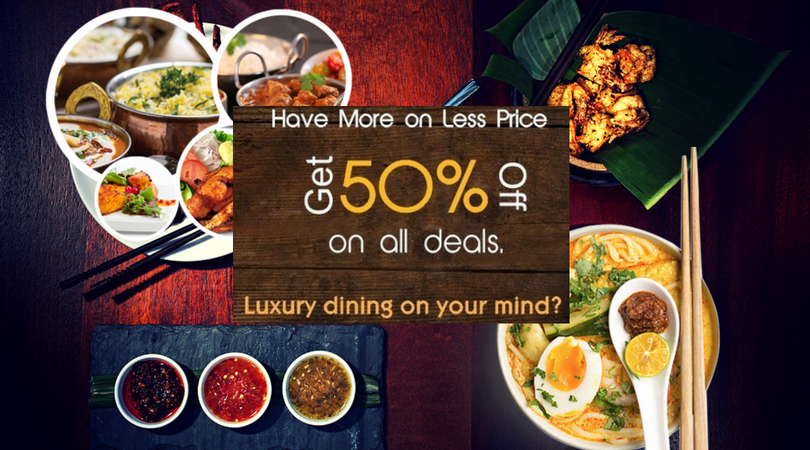 Have More on Less Price
Get 50% Off
on all deals.
Luxury dining on your mind?